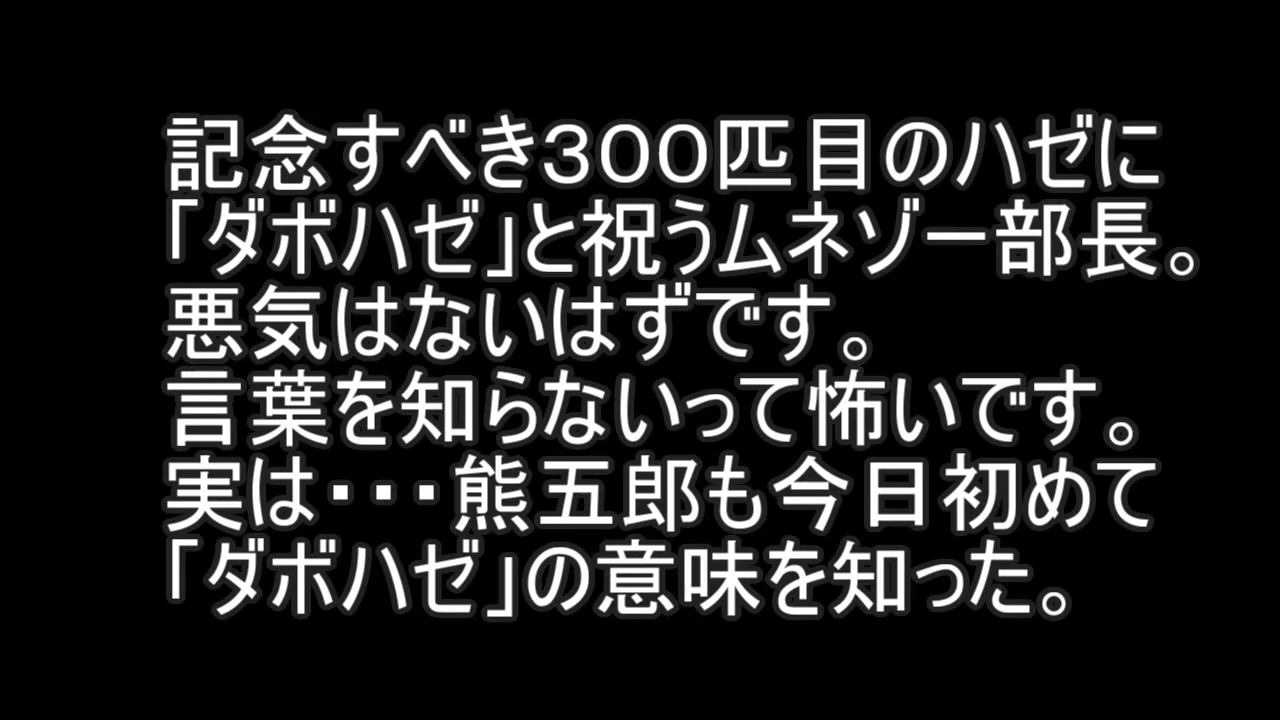 記念すべき３００匹目のハゼに
「ダボハゼ」と祝うムネゾー部長。
悪気はないはずです。
言葉を知らないって怖いです。
実は・・・熊五郎も今日初めて
「ダボハゼ」の意味を知った。